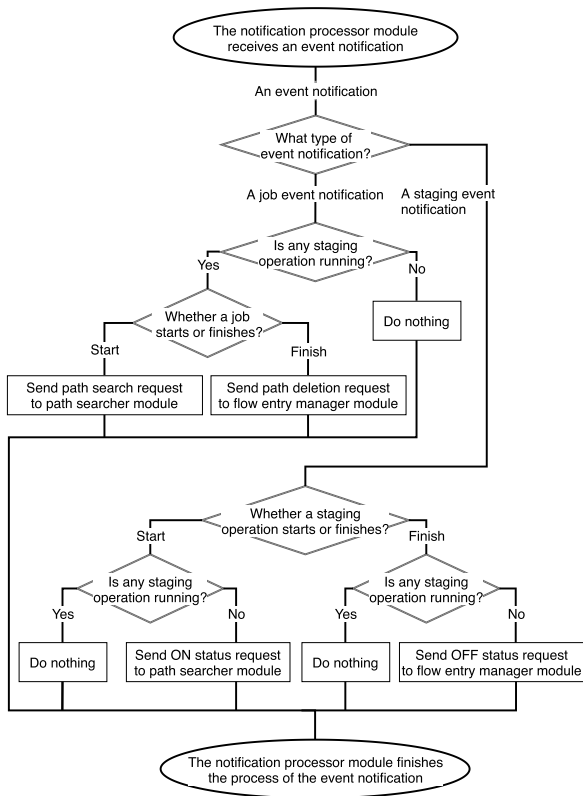 The notification processor module
receives an event notification
An event notification
What type of
event notification?
A job event notification
A staging event
notification
Is any staging
operation running?
Yes
No
Whether a job
starts or finishes?
Do nothing
Start
Finish
Send path search request
to path searcher module
Send path deletion request
to flow entry manager module
Whether a staging
operation starts or finishes?
Start
Finish
Is any staging
operation running?
Is any staging
operation running?
Yes
No
Yes
No
Do nothing
Send ON status request
to path searcher module
Do nothing
Send OFF status request
to flow entry manager module
The notification processor module finishes
the process of the event notification